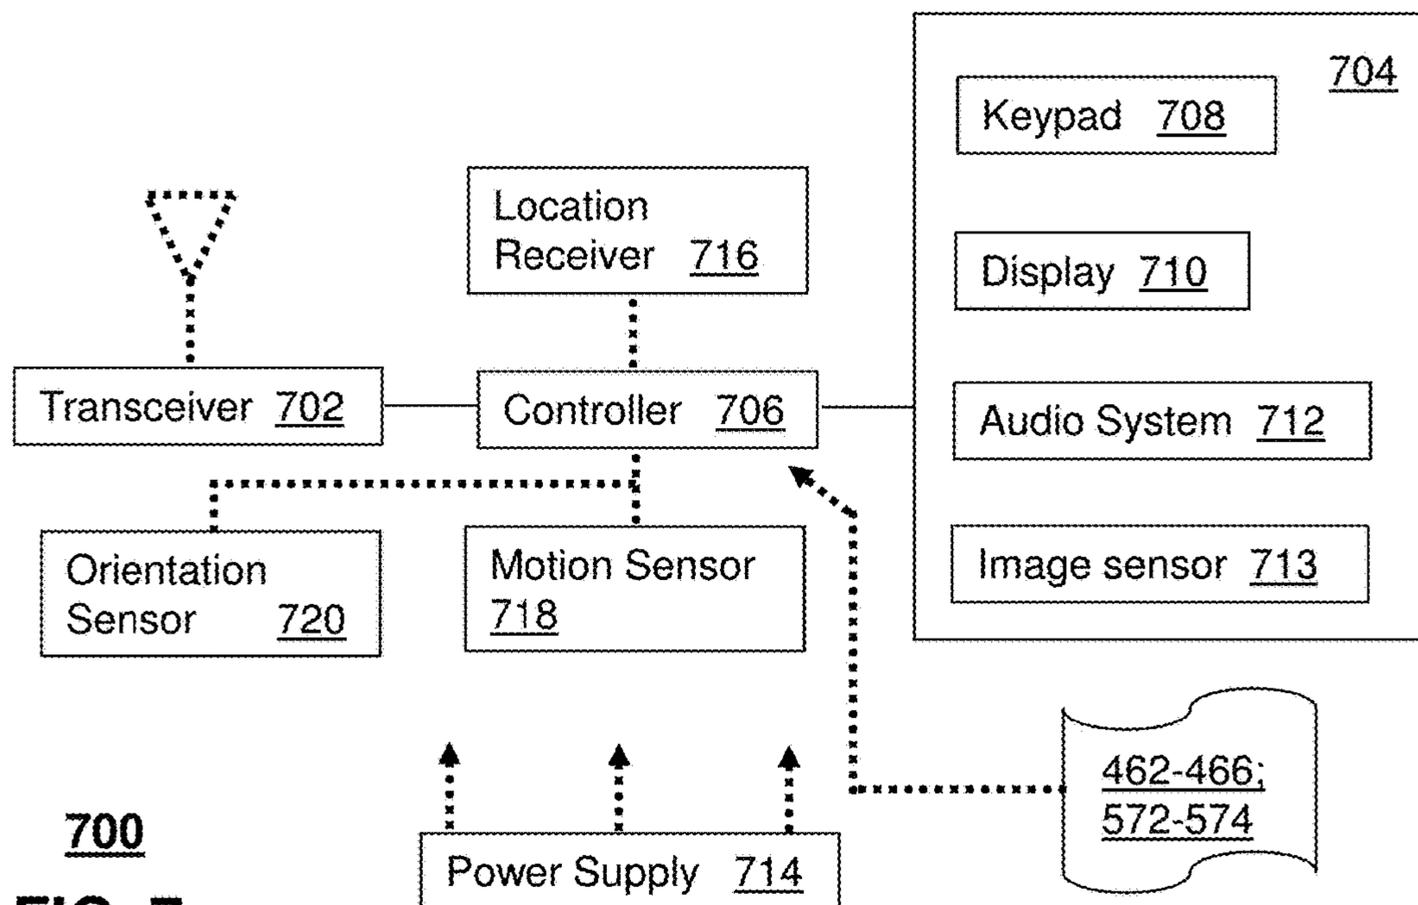 704
Keypad 708
Location
Receiver 716
Display 710
Transceiver 702
Controller 706
Audio System 712
Orientation
Sensor 720
Motion Sensor
718
Image sensor 713
462-466;
572-574
700
Power Supply 714